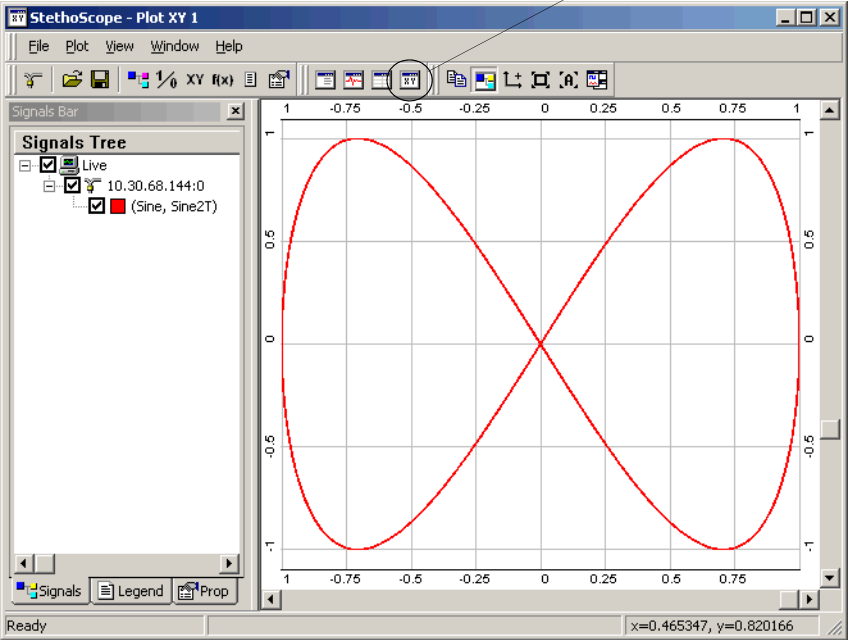 StethoScope - Plot XY 1
File Plot View Window Help
1/0 XY f(x) XY [A]
Signals Bar
Signals Tree
Live
10.30.68.144:0
(Sine, Sine2T)
Signals Legend Prop
1 -0.75 -0.5 -0.25 0 0.25 0.5 0.75 1
1 1
0.5 0.5
0 0
-0.5 -0.5
-1 -1
1 -0.75 -0.5 -0.25 0 0.25 0.5 0.75
Ready x=0.465347, y=0.820166